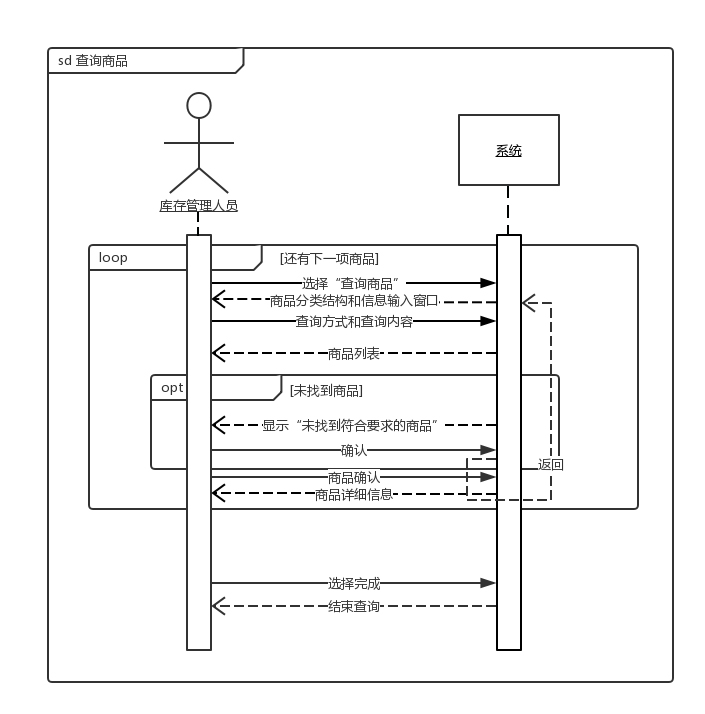 sd 查询商品
库存管理人员
系统
loop
[还有下一项商品]
选择“查询商品”
商品分类结构和信息输入窗口
查询方式和查询内容
商品列表
opt
[未找到商品]
显示“未找到符合要求的商品”
确认
返回
商品确认
商品详细信息
选择完成
结束查询